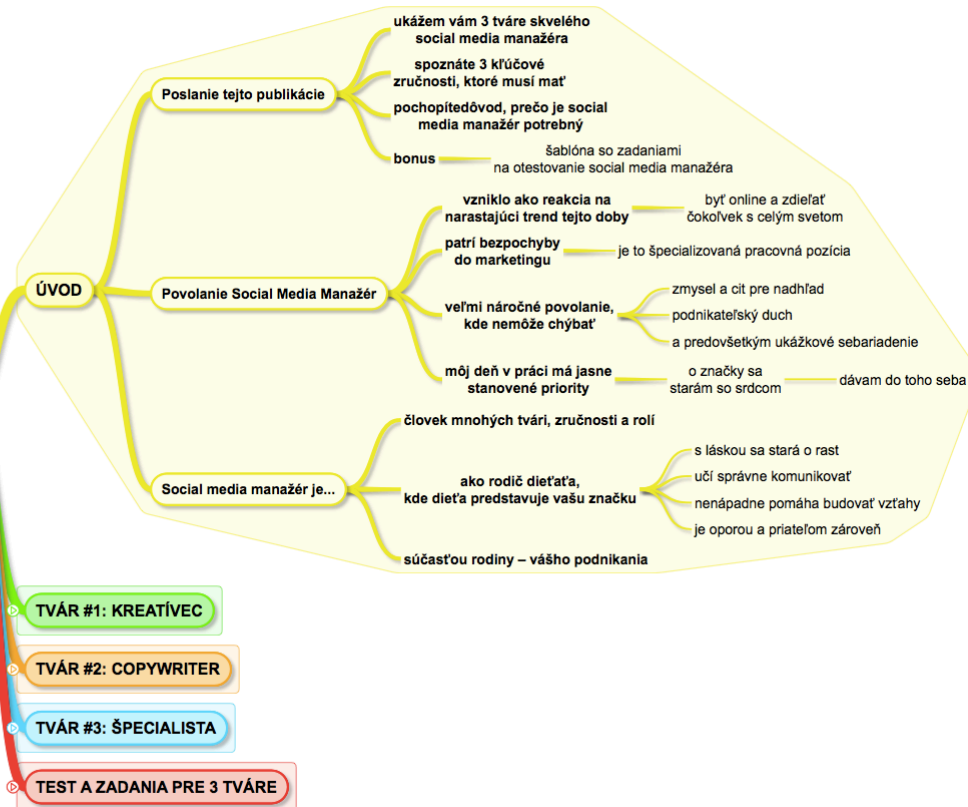 ÚVOD
Poslanie tejto publikácie
ukážem vám 3 tváre skvelého
social media manažéra
spoznáte 3 kľúčové
zručnosti, ktoré musí mať
pochopítedôvod, prečo je social
media manažér potrebný
bonus
šablóna so zadaniami
na otestovanie social media manažéra
Povolanie Social Media Manažér
vzniklo ako reakcia na
narastajúci trend tejto doby
byť online a zdieľať
čokoľvek s celým svetom
patrí bezpochyby
do marketingu
je to špecializovaná pracovná pozícia
veľmi náročné povolanie,
kde nemôže chýbať
zmysel a cit pre nadhľad
podnikateľský duch
a predovšetkým ukážkové sebariadenie
môj deň v práci má jasne
stanovené priority
o značky sa
starám so srdcom
dávam do toho seba
Social media manažér je...
človek mnohých tvári, zručnosti a rolí
ako rodič dieťaťa,
kde dieťa predstavuje vašu značku
s láskou sa stará o rast
učí správne komunikovať
nenápadne pomáha budovať vzťahy
je oporou a priateľom zároveň
súčasťou rodiny – vášho podnikania
TVÁR #1: KREATÍVEC
TVÁR #2: COPYWRITER
TVÁR #3: ŠPECIALISTA
TEST A ZADANIA PRE 3 TVÁRE